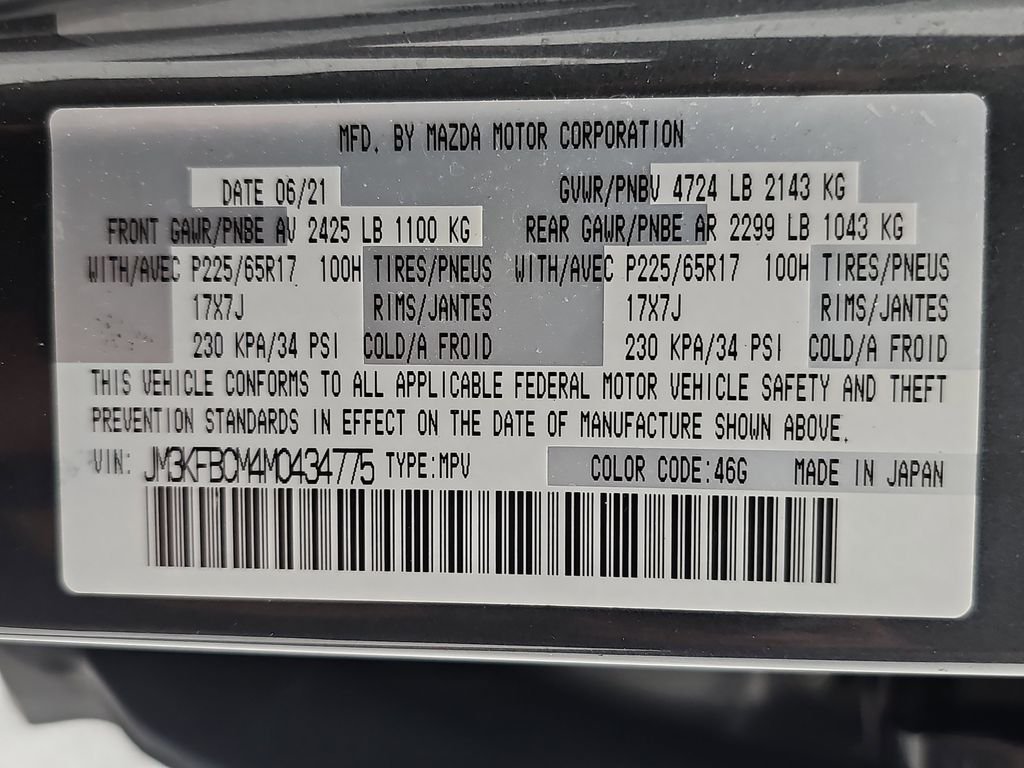 MFD. BY MAZDA MOTOR CORPORATION
DATE 06/21 GVWR/PNBV 4724 LB 2143 KG
FRONT GAWR/PNBE AV 2425 LB 1100 KG REAR GAWR/PNBE AR 2299 LB 1043 KG
WITH/AVEC P225/65R17 100H TIRES/PNEUS WITH/AVEC P225/65R17 100H TIRES/PNEUS
17X7J RIMS/JANTES 17X7J RIMS/JANTES
230 KPA/34 PSI COLD/A FROID 230 KPA/34 PSI COLD/A FROID
THIS VEHICLE CONFORMS TO ALL APPLICABLE FEDERAL MOTOR VEHICLE SAFETY AND THEFT
PREVENTION STANDARDS IN EFFECT ON THE DATE OF MANUFACTURE SHOWN ABOVE.
VIN: JM3KFBCM4M0434775 TYPE:MPV COLOR CODE:46G MADE IN JAPAN